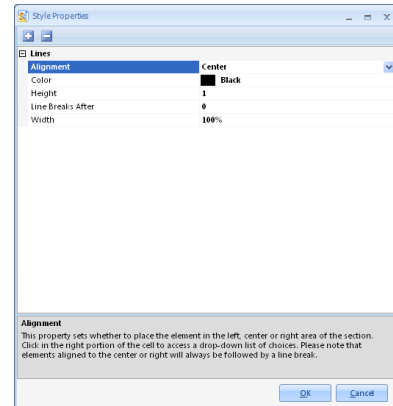 Style Properties
Lines
Alignment Center
Color Black
Height 1
Line Breaks After 0
Width 100%
Alignment
This property sets whether to place the element in the left, center or right area of the section.
Click in the right portion of the cell to access a drop-down list of choices. Please note that
elements aligned to the center or right will always be followed by a line break.
OK Cancel